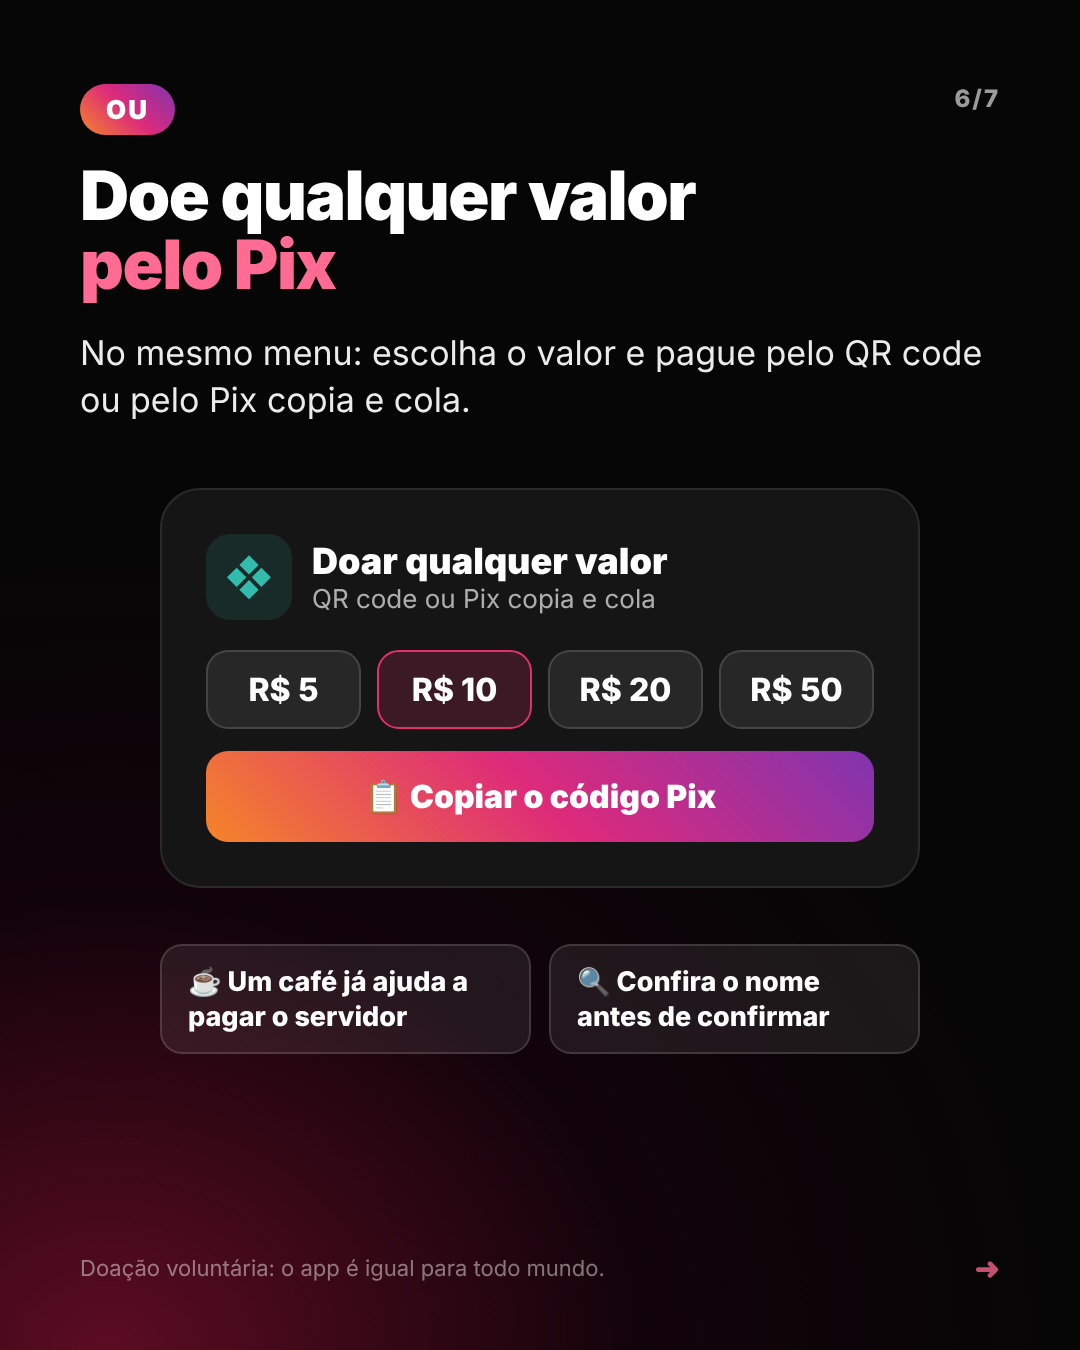 OU
6/7
Doe qualquer valor
pelo Pix
No mesmo menu: escolha o valor e pague pelo QR code
ou pelo Pix copia e cola.
Doar qualquer valor
QR code ou Pix copia e cola
R$ 5
R$ 10
R$ 20
R$ 50
📋 Copiar o código Pix
☕ Um café já ajuda a
pagar o servidor
🔍 Confira o nome
antes de confirmar
Doação voluntária: o app é igual para todo mundo.
➜